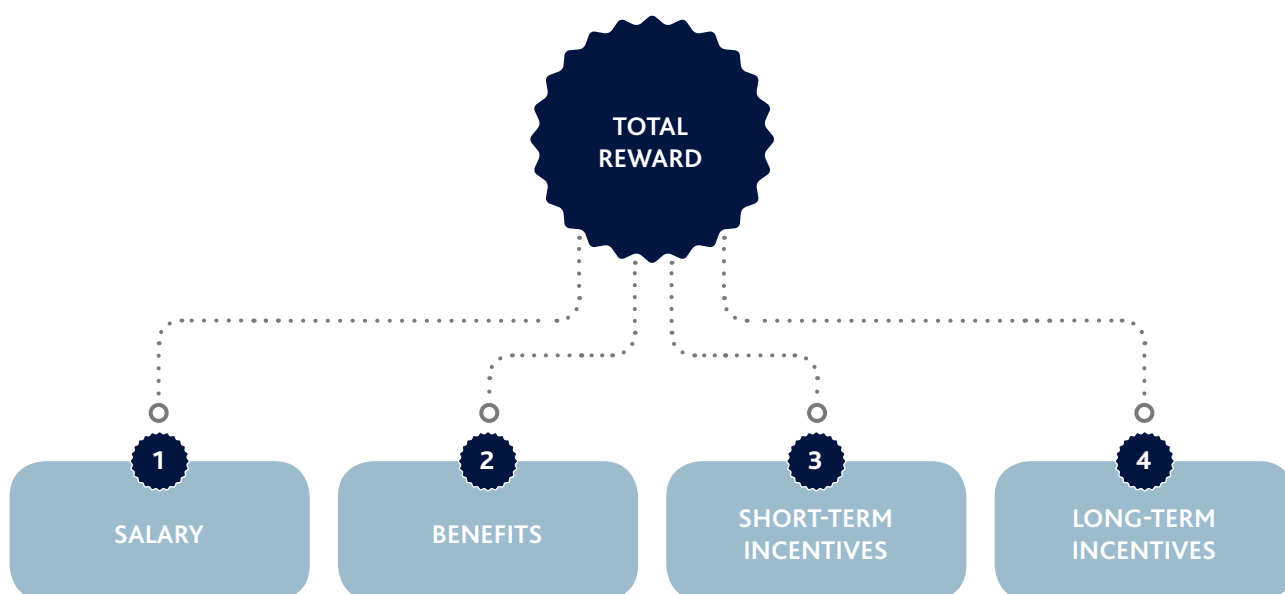 TOTAL
REWARD
1
2
3
4
SALARY
BENEFITS
SHORT-TERM
INCENTIVES
LONG-TERM
INCENTIVES